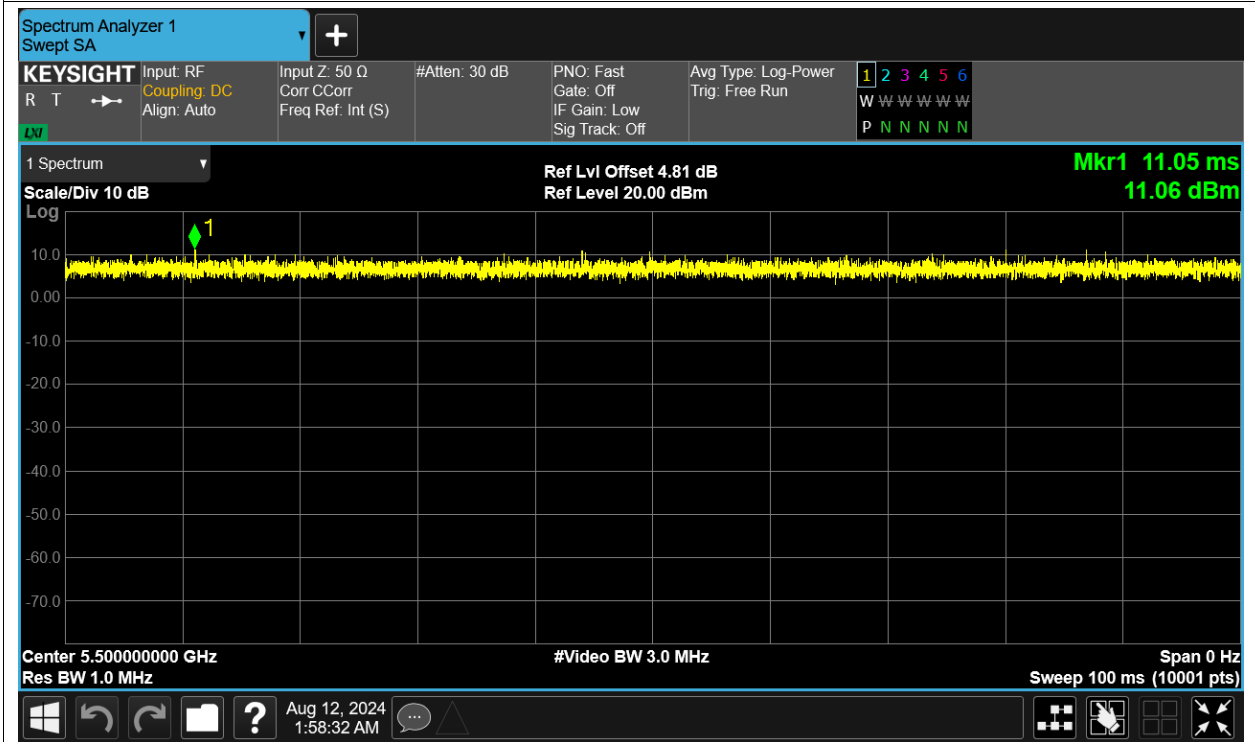 Spectrum Analyzer 1
Swept SA
KEYSIGHT
R T
LXI
Input: RF
Coupling: DC
Align: Auto
Input Z: 50 Ω
Corr CCorr
Freq Ref: Int (S)
#Atten: 30 dB
PNO: Fast
Gate: Off
IF Gain: Low
Sig Track: Off
Avg Type: Log-Power
Trig: Free Run
1 2 3 4 5 6
W W W W W W
P N N N N N
1 Spectrum
Scale/Div 10 dB
Log
Ref Lvl Offset 4.81 dB
Ref Level 20.00 dBm
Mkr1 11.05 ms
11.06 dBm
1
10.0
0.00
-10.0
-20.0
-30.0
-40.0
-50.0
-60.0
-70.0
Center 5.500000000 GHz
#Video BW 3.0 MHz
Span 0 Hz
Res BW 1.0 MHz
Sweep 100 ms (10001 pts)
?
Aug 12, 2024
1:58:32 AM